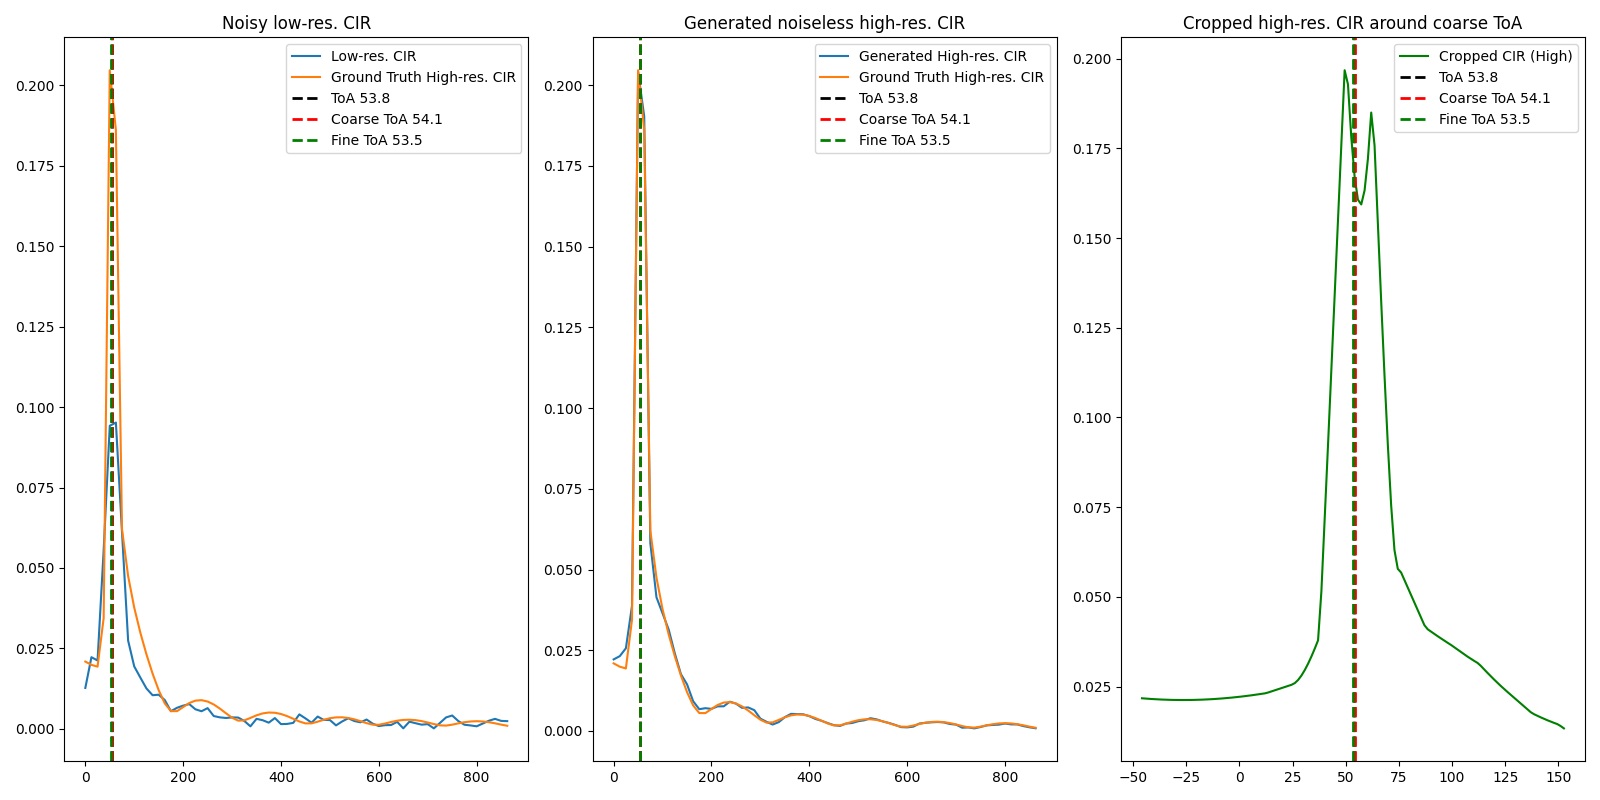 Noisy low-res. CIR
Low-res. CIR
Ground Truth High-res. CIR
ToA 53.8
Coarse ToA 54.1
Fine ToA 53.5
0.200
0.175
0.150
0.125
0.100
0.075
0.050
0.025
0.000
0 200 400 600 800
Generated noiseless high-res. CIR
Generated High-res. CIR
Ground Truth High-res. CIR
ToA 53.8
Coarse ToA 54.1
Fine ToA 53.5
0.200
0.175
0.150
0.125
0.100
0.075
0.050
0.025
0.000
0 200 400 600 800
Cropped high-res. CIR around coarse ToA
Cropped CIR (High)
ToA 53.8
Coarse ToA 54.1
Fine ToA 53.5
0.200
0.175
0.150
0.125
0.100
0.075
0.050
0.025
−50 −25 0 25 50 75 100 125 150